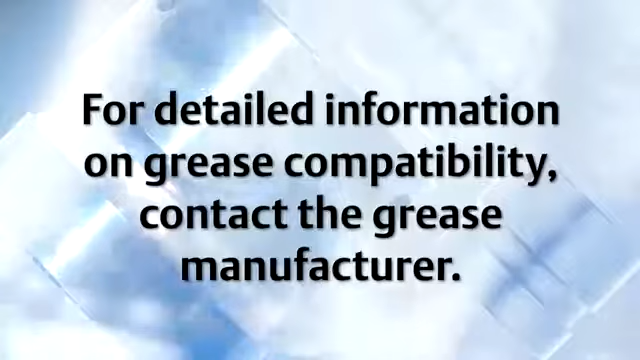 For detailed information
on grease compatibility,
contact the grease
manufacturer.